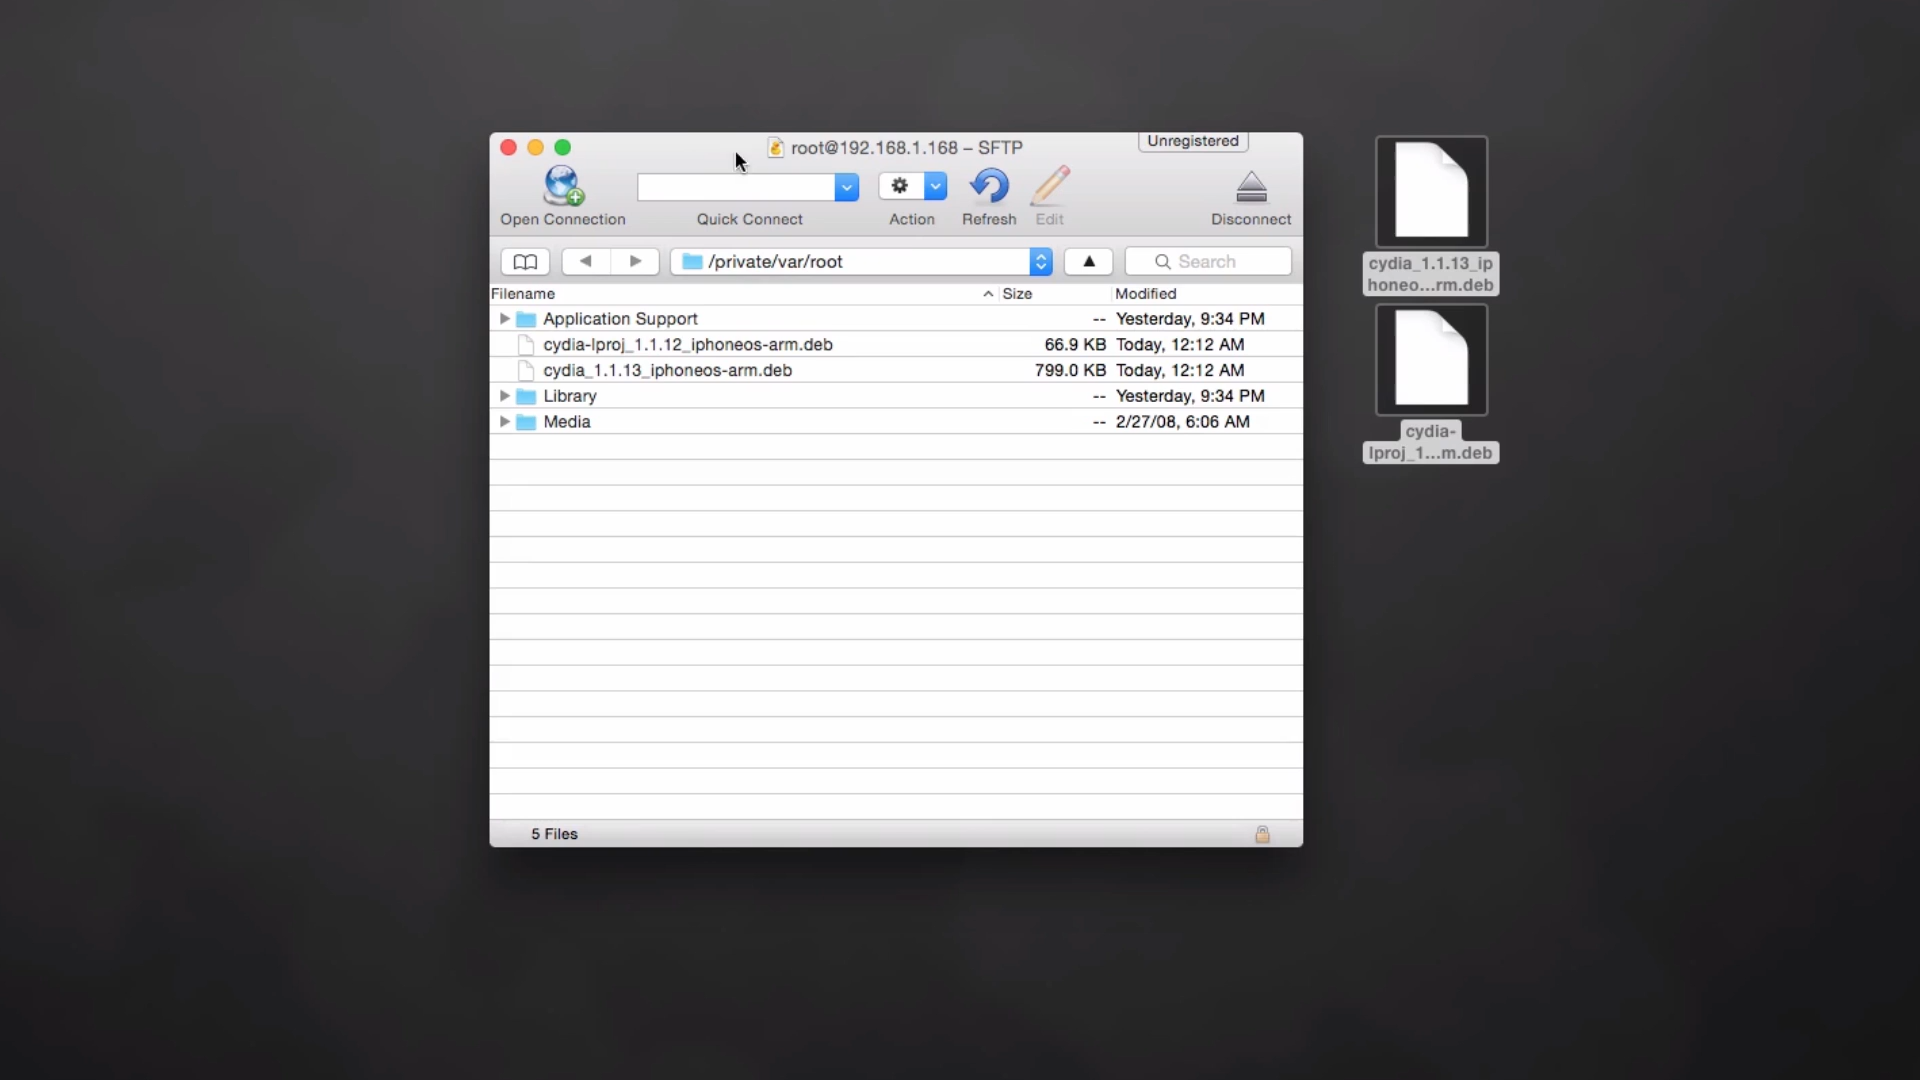 root@192.168.1.168 – SFTP
Unregistered
Open Connection
Quick Connect
Action
Refresh
Edit
Disconnect
/private/var/root
Search
Filename Size Modified
Application Support -- Yesterday, 9:34 PM
cydia-lproj_1.1.12_iphoneos-arm.deb 66.9 KB Today, 12:12 AM
cydia_1.1.13_iphoneos-arm.deb 799.0 KB Today, 12:12 AM
Library -- Yesterday, 9:34 PM
Media -- 2/27/08, 6:06 AM
5 Files
cydia_1.1.13_ip
honeo...rm.deb
cydia-
lproj_1...m.deb